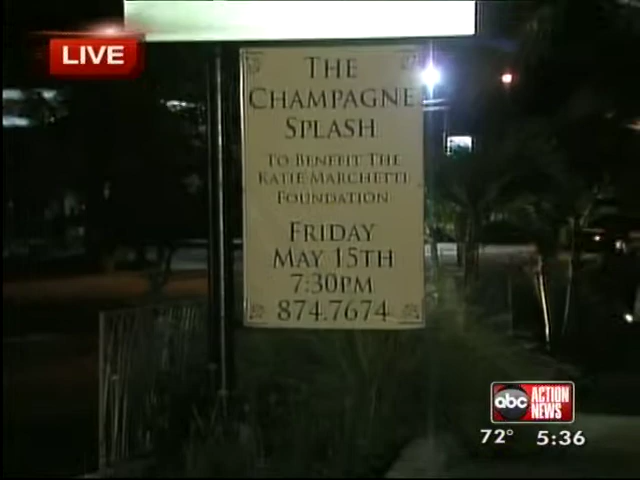 LIVE
THE
CHAMPAGNE
SPLASH
TO BENEFIT THE
KATIE MARCHETTI
FOUNDATION
FRIDAY
MAY 15TH
7:30PM
874.7674
abc ACTION NEWS
72° 5:36